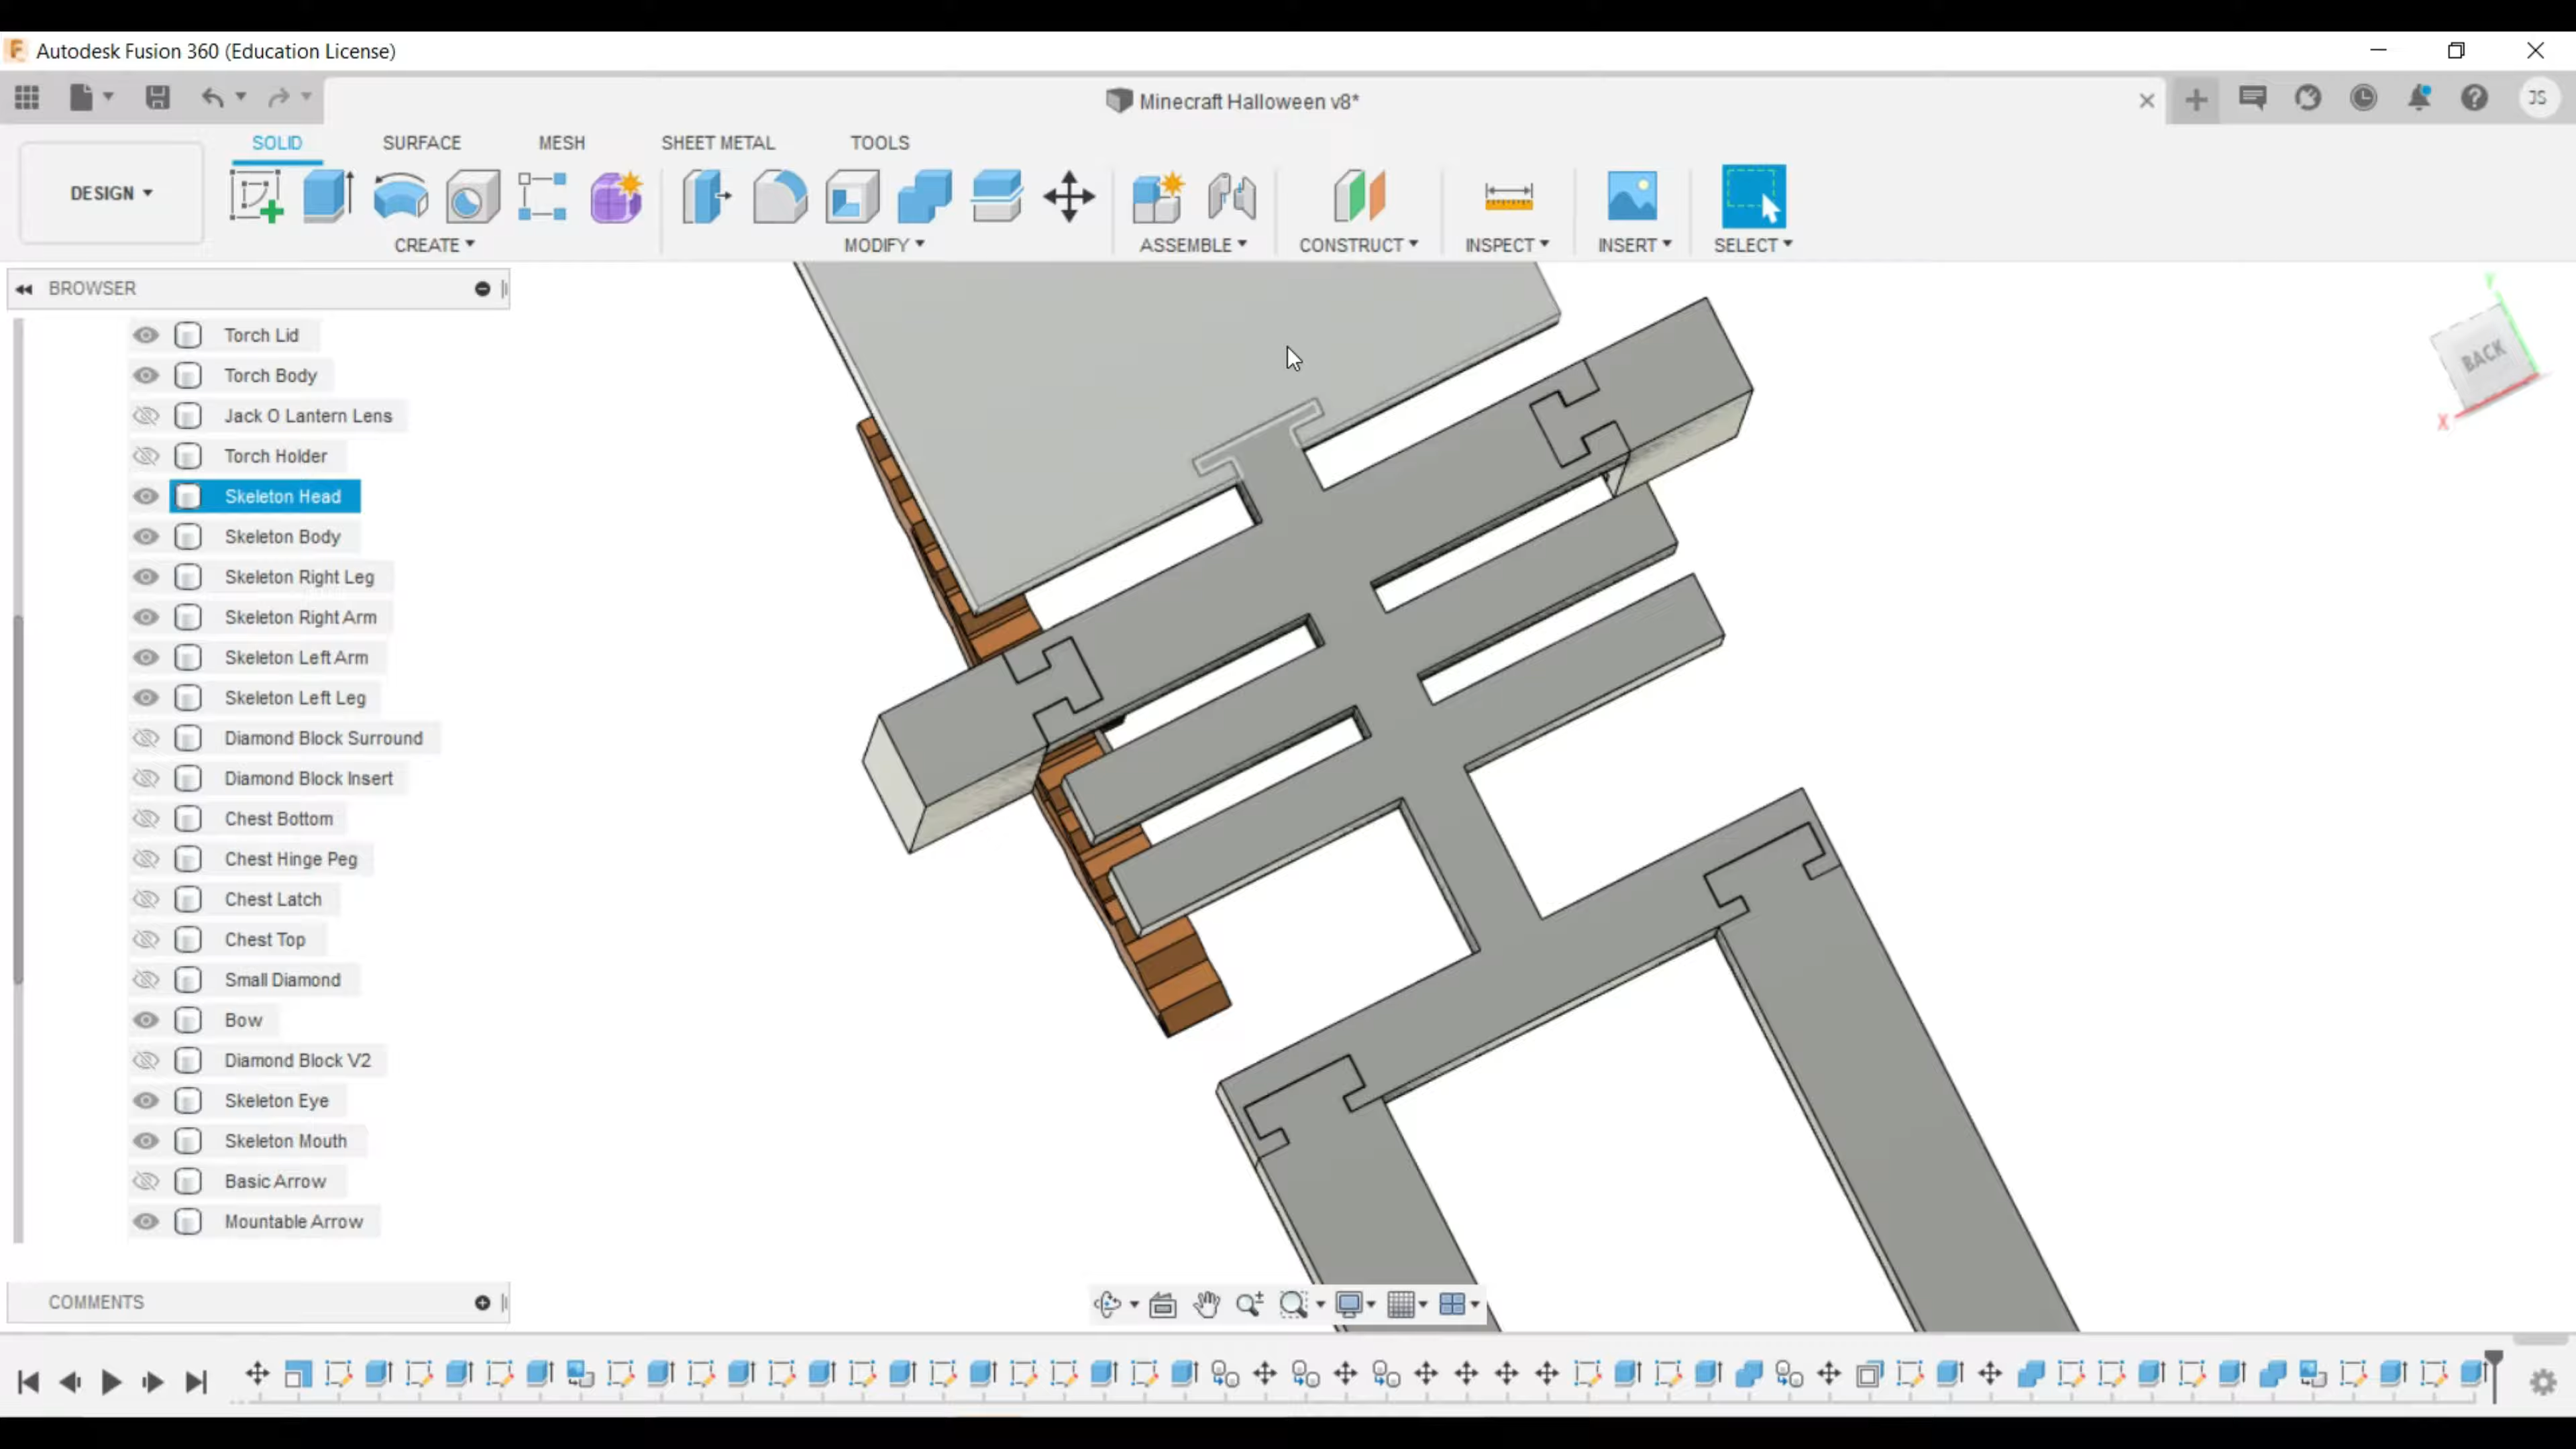 Autodesk Fusion 360 (Education License)
Minecraft Halloween v8*
JS
SOLID SURFACE MESH SHEET METAL TOOLS
DESIGN
CREATE MODIFY ASSEMBLE CONSTRUCT INSPECT INSERT SELECT
BROWSER
Torch Lid
Torch Body
Jack O Lantern Lens
Torch Holder
Skeleton Head
Skeleton Body
Skeleton Right Leg
Skeleton Right Arm
Skeleton Left Arm
Skeleton Left Leg
Diamond Block Surround
Diamond Block Insert
Chest Bottom
Chest Hinge Peg
Chest Latch
Chest Top
Small Diamond
Bow
Diamond Block V2
Skeleton Eye
Skeleton Mouth
Basic Arrow
Mountable Arrow
Y
BACK
X
COMMENTS